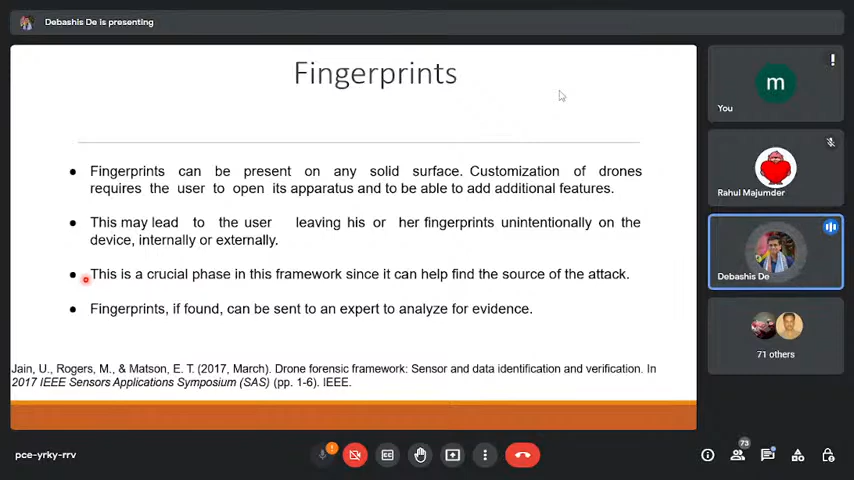 Debashis De is presenting
Fingerprints
● Fingerprints can be present on any solid surface. Customization of drones
requires the user to open its apparatus and to be able to add additional features.
● This may lead to the user leaving his or her fingerprints unintentionally on the
device, internally or externally.
● This is a crucial phase in this framework since it can help find the source of the attack.
● Fingerprints, if found, can be sent to an expert to analyze for evidence.
Jain, U., Rogers, M., & Matson, E. T. (2017, March). Drone forensic framework: Sensor and data identification and verification. In
2017 IEEE Sensors Applications Symposium (SAS) (pp. 1-6). IEEE.
m
You
Rahul Majumder
Debashis De
71 others
pce-yrky-rrv
73